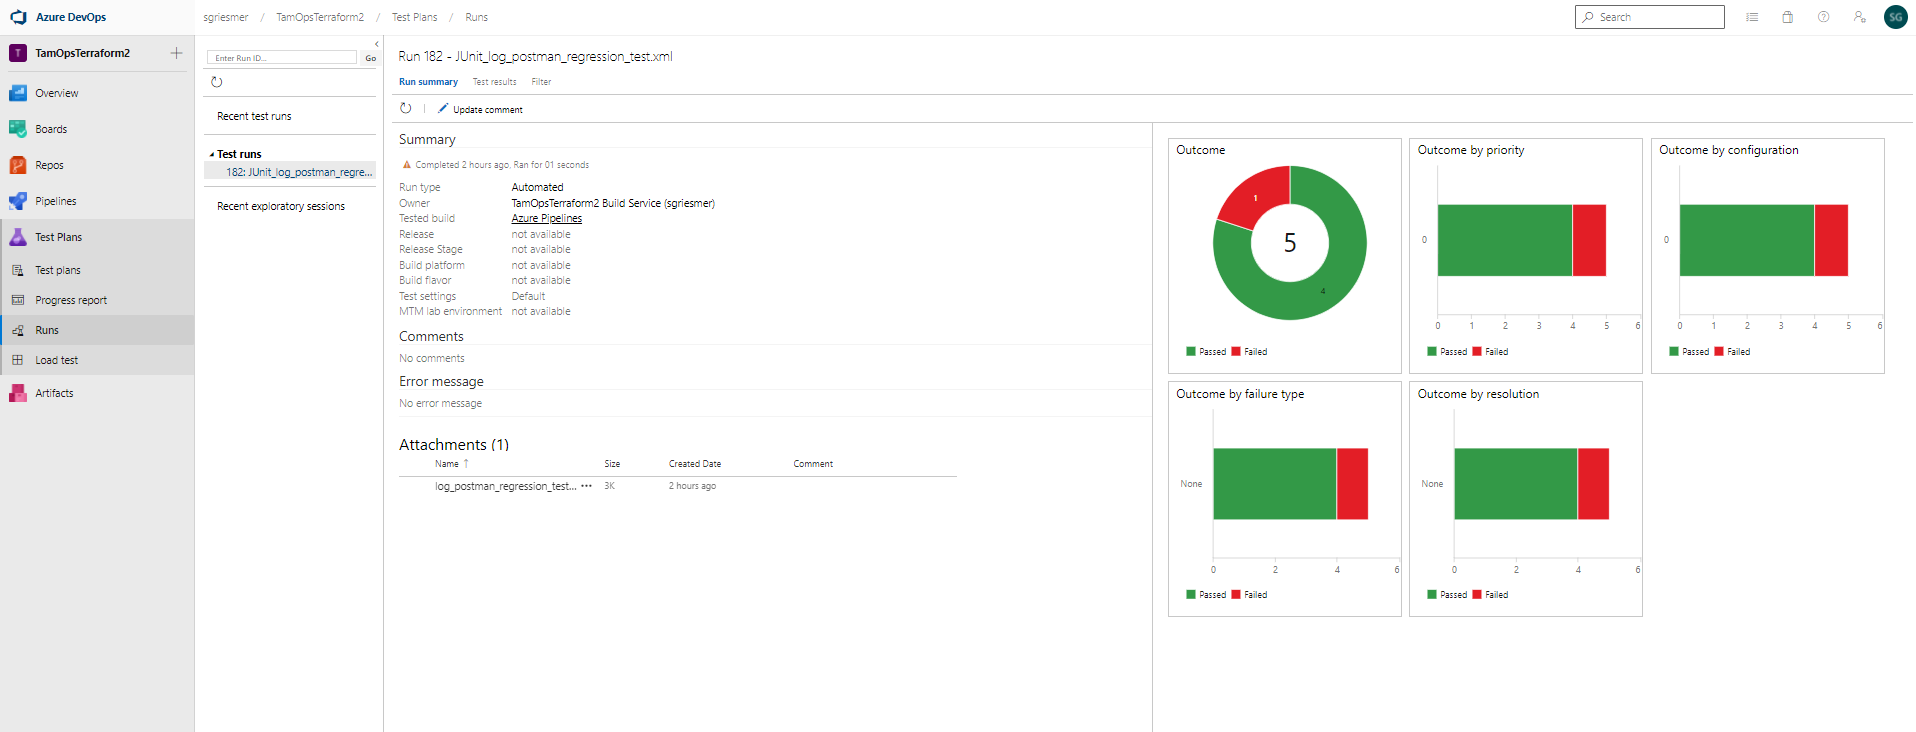 Azure DevOps
sgriesmer / TamOpsTerraform2 / Test Plans / Runs
Search
SG
T TamOpsTerraform2
Overview
Boards
Repos
Pipelines
Test Plans
Test plans
Progress report
Runs
Load test
Artifacts
Enter Run ID...
Go
Recent test runs
Test runs
182: JUnit_log_postman_regre...
Recent exploratory sessions
Run 182 - JUnit_log_postman_regression_test.xml
Run summary Test results Filter
Update comment
Summary
Completed 2 hours ago, Ran for 01 seconds
Run type Automated
Owner TamOpsTerraform2 Build Service (sgriesmer)
Tested build Azure Pipelines
Release not available
Release Stage not available
Build platform not available
Build flavor not available
Test settings Default
MTM lab environment not available
Comments
No comments
Error message
No error message
Attachments (1)
Name ↑ Size Created Date Comment
log_postman_regression_test... ••• 3K 2 hours ago
Outcome
1
5
4
Passed Failed
Outcome by priority
0
0 1 2 3 4 5 6
Passed Failed
Outcome by configuration
0
0 1 2 3 4 5 6
Passed Failed
Outcome by failure type
None
0 2 4 6
Passed Failed
Outcome by resolution
None
0 2 4 6
Passed Failed